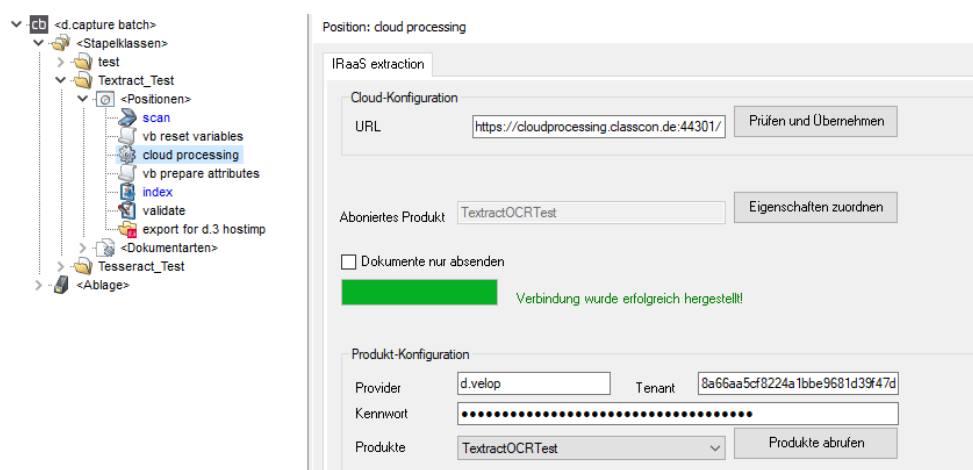 cb <d.capture batch>
<Stapelklassen>
test
Textract_Test
<Positionen>
scan
vb reset variables
cloud processing
vb prepare attributes
index
validate
export for d.3 hostimp
<Dokumentarten>
Tesseract_Test
<Ablage>
Position: cloud processing
IRaaS extraction
Cloud-Konfiguration
URL https://cloudprocessing.classcon.de:44301/ Prüfen und Übernehmen
Aboniertes Produkt TextractOCRTest Eigenschaften zuordnen
Dokumente nur absenden
Verbindung wurde erfolgreich hergestellt!
Produkt-Konfiguration
Provider d.velop Tenant 8a66aa5cf8224a1bbe9681d39f47d
Kennwort ●●●●●●●●●●●●●●●●●●●●●●●●●●●●●●●●●●●●
Produkte TextractOCRTest Produkte abrufen